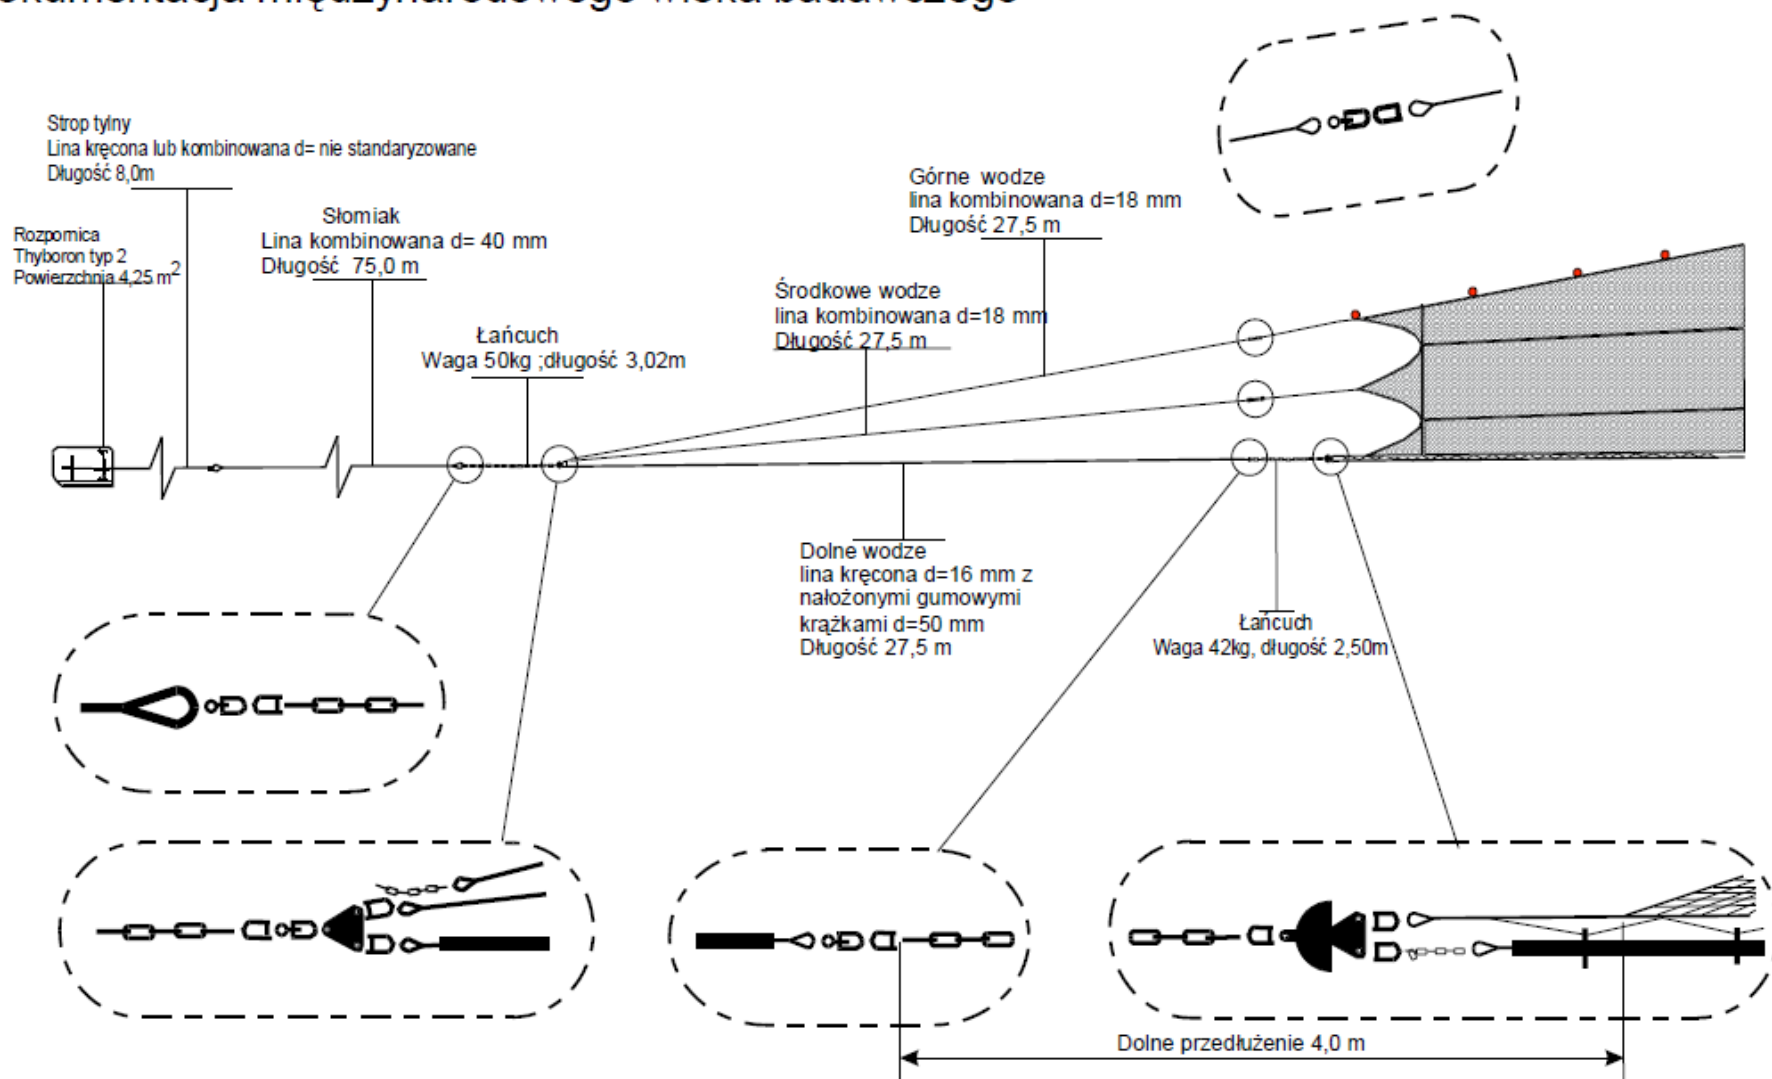 Strop tylny
Lina kręcona lub kombinowana d= nie standaryzowane
Długość 8,0m
Rozpornica
Thyboron typ 2
Powierzchnia 4,25 m2
Słomiak
Lina kombinowana d= 40 mm
Długość 75,0 m
Łańcuch
Waga 50kg ;długość 3,02m
Górne wodze
lina kombinowana d=18 mm
Długość 27,5 m
Środkowe wodze
lina kombinowana d=18 mm
Długość 27,5 m
Dolne wodze
lina kręcona d=16 mm z
nałożonymi gumowymi
krążkami d=50 mm
Długość 27,5 m
Łańcuch
Waga 42kg, długość 2,50m
Dolne przedłużenie 4,0 m